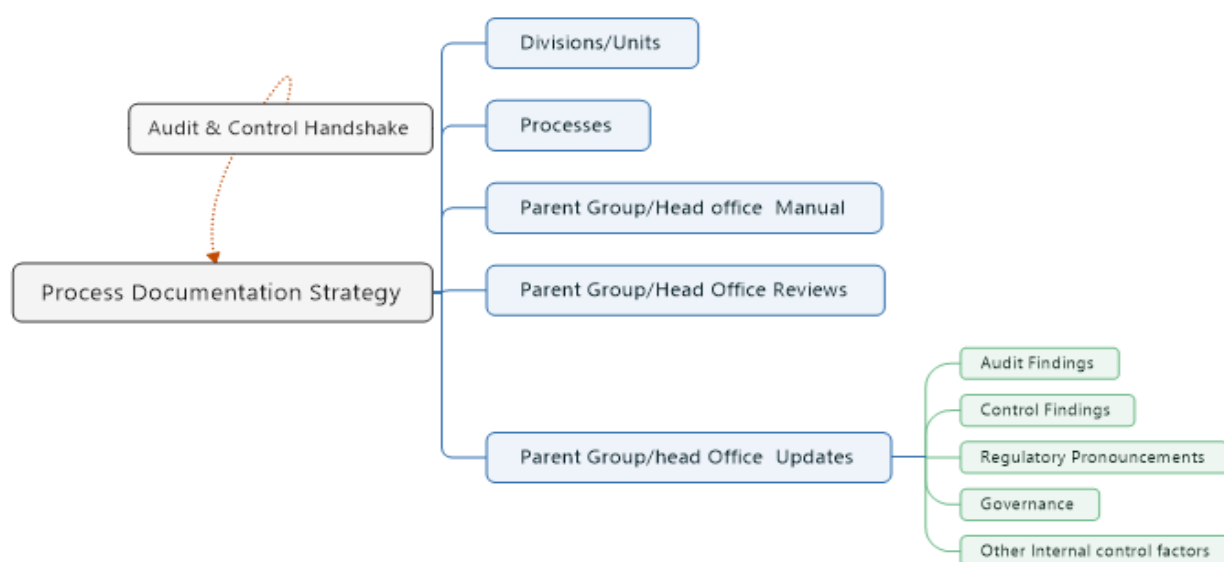 Divisions/Units
Audit & Control Handshake
Processes
Parent Group/Head office  Manual
Process Documentation Strategy
Parent Group/Head Office Reviews
Parent Group/head Office  Updates
Audit Findings
Control Findings
Regulatory Pronouncements
Governance
Other Internal control factors